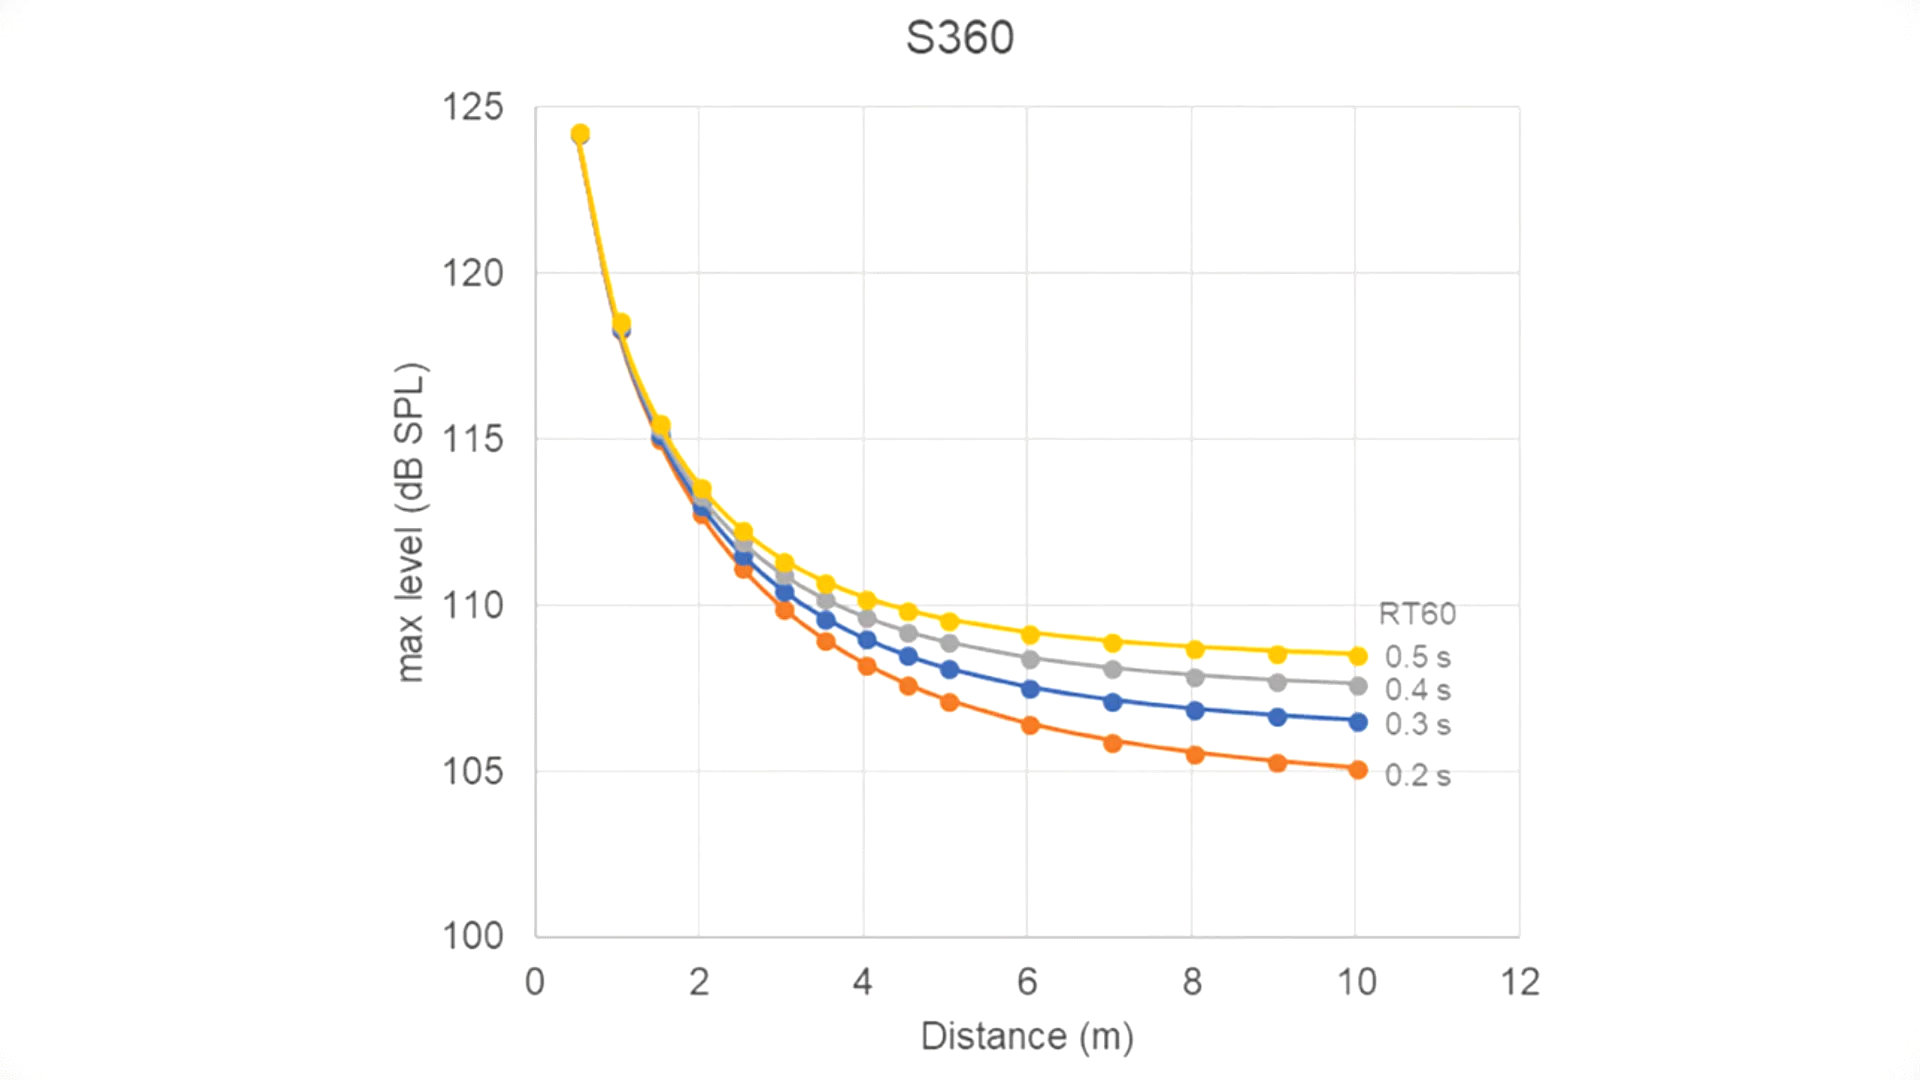 S360
125
120
115
110
105
100
max level (dB SPL)
RT60
0.5 s
0.4 s
0.3 s
0.2 s
0 2 4 6 8 10 12
Distance (m)